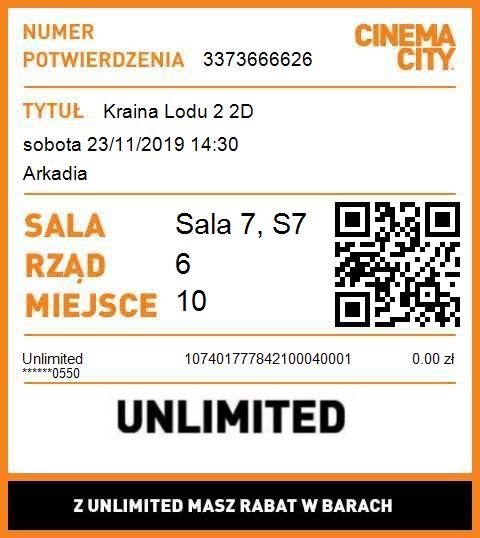 NUMER
POTWIERDZENIA 3373666626
CINEMA
CITY.
TYTUŁ Kraina Lodu 2 2D
sobota 23/11/2019 14:30
Arkadia
SALA Sala 7, S7
RZĄD 6
MIEJSCE 10
Unlimited 107401777842100040001 0.00 zł
******0550
UNLIMITED
Z UNLIMITED MASZ RABAT W BARACH